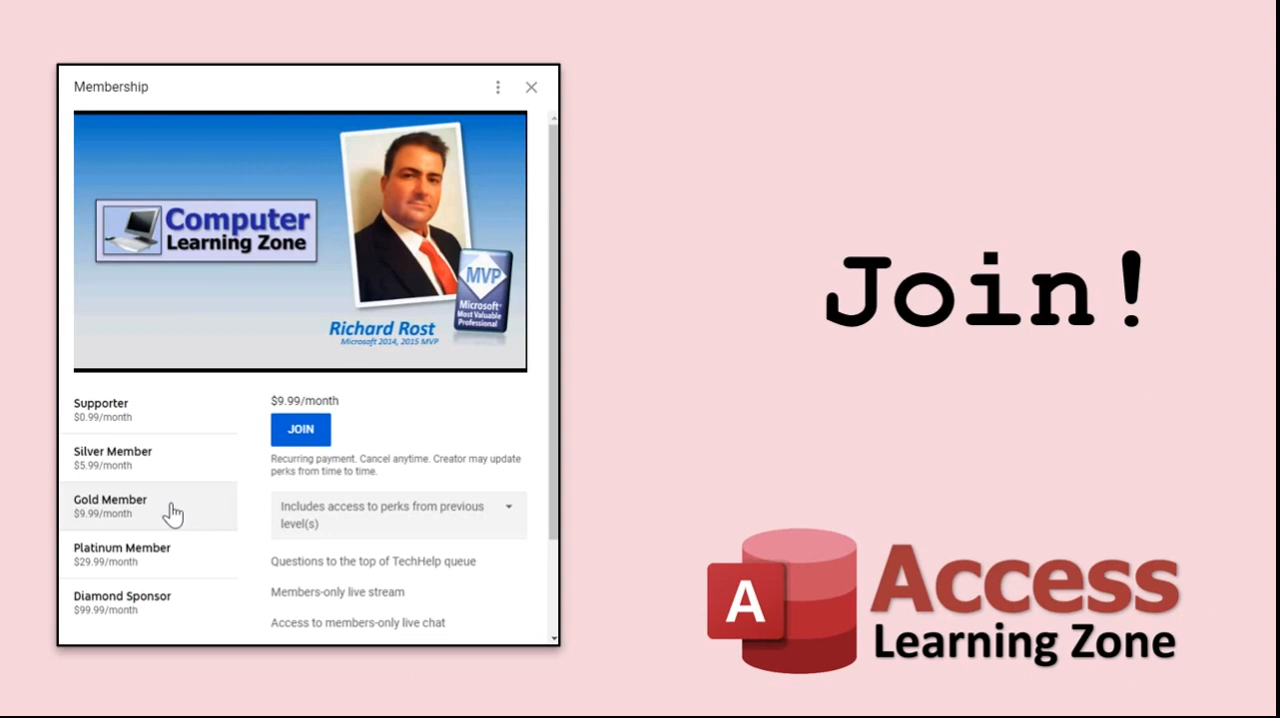 Membership
Computer
Learning Zone
MVP
Microsoft®
Most Valuable
Professional
Richard Rost
Microsoft 2014, 2015 MVP
Supporter
$0.99/month
Silver Member
$5.99/month
Gold Member
$9.99/month
Platinum Member
$29.99/month
Diamond Sponsor
$99.99/month
$9.99/month
JOIN
Recurring payment. Cancel anytime. Creator may update
perks from time to time.
Includes access to perks from previous
level(s)
Questions to the top of TechHelp queue
Members-only live stream
Access to members-only live chat
Join!
A
Access
Learning Zone